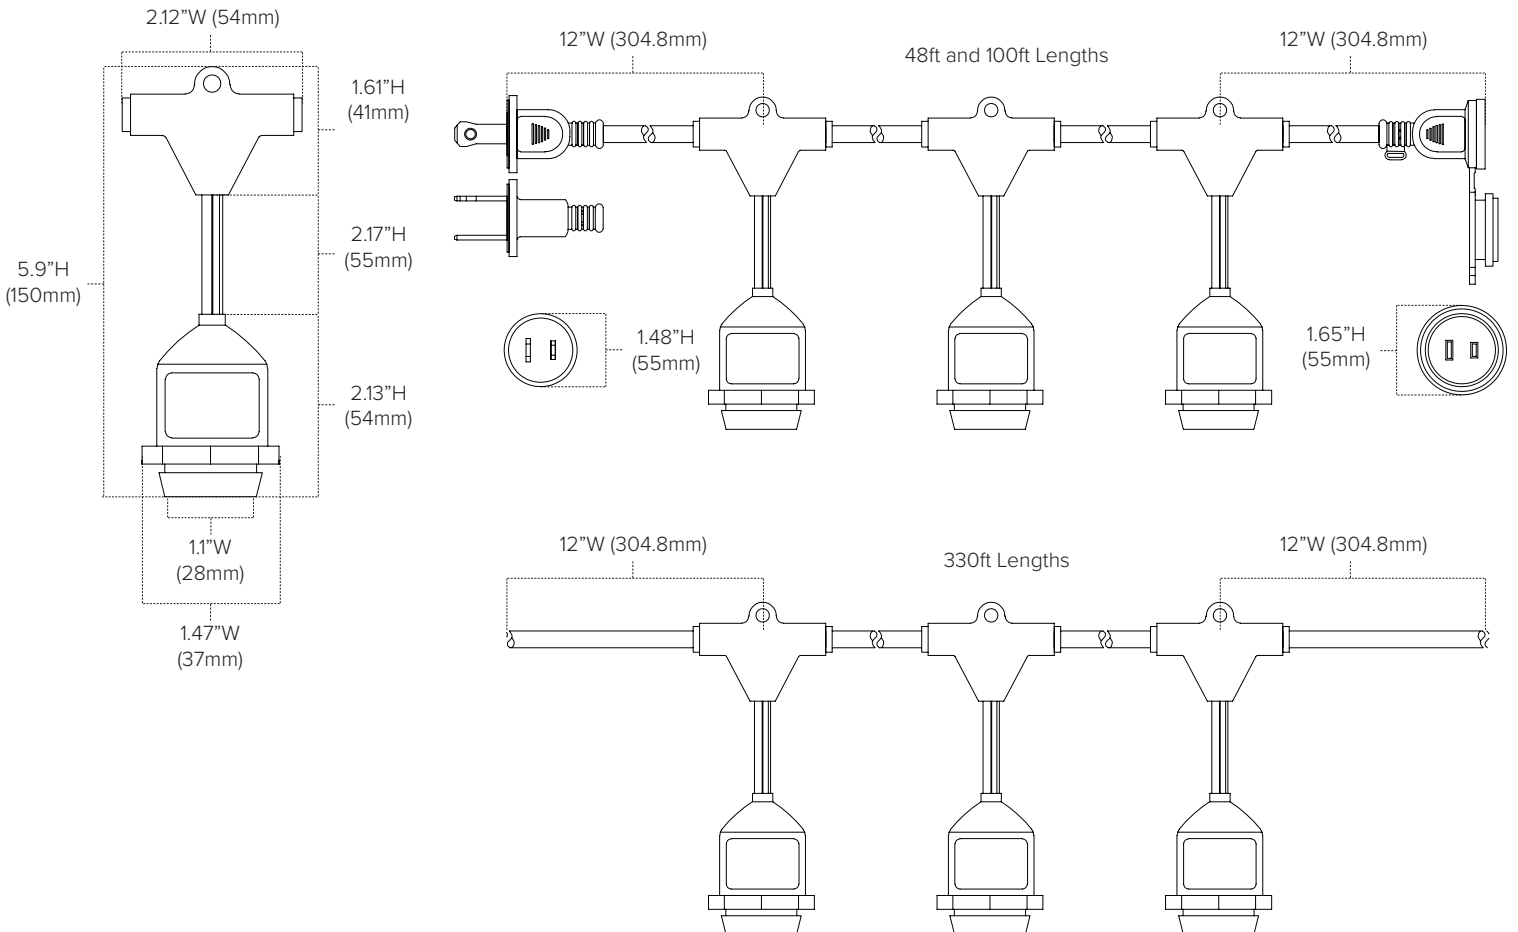 2.12”W (54mm)
1.61”H
(41mm)
2.17”H
(55mm)
5.9”H
(150mm)
2.13”H
(54mm)
1.1”W
(28mm)
1.47”W
(37mm)
12”W (304.8mm)
48ft and 100ft Lengths
12”W (304.8mm)
1.48”H
(55mm)
1.65”H
(55mm)
12”W (304.8mm)
330ft Lengths
12”W (304.8mm)